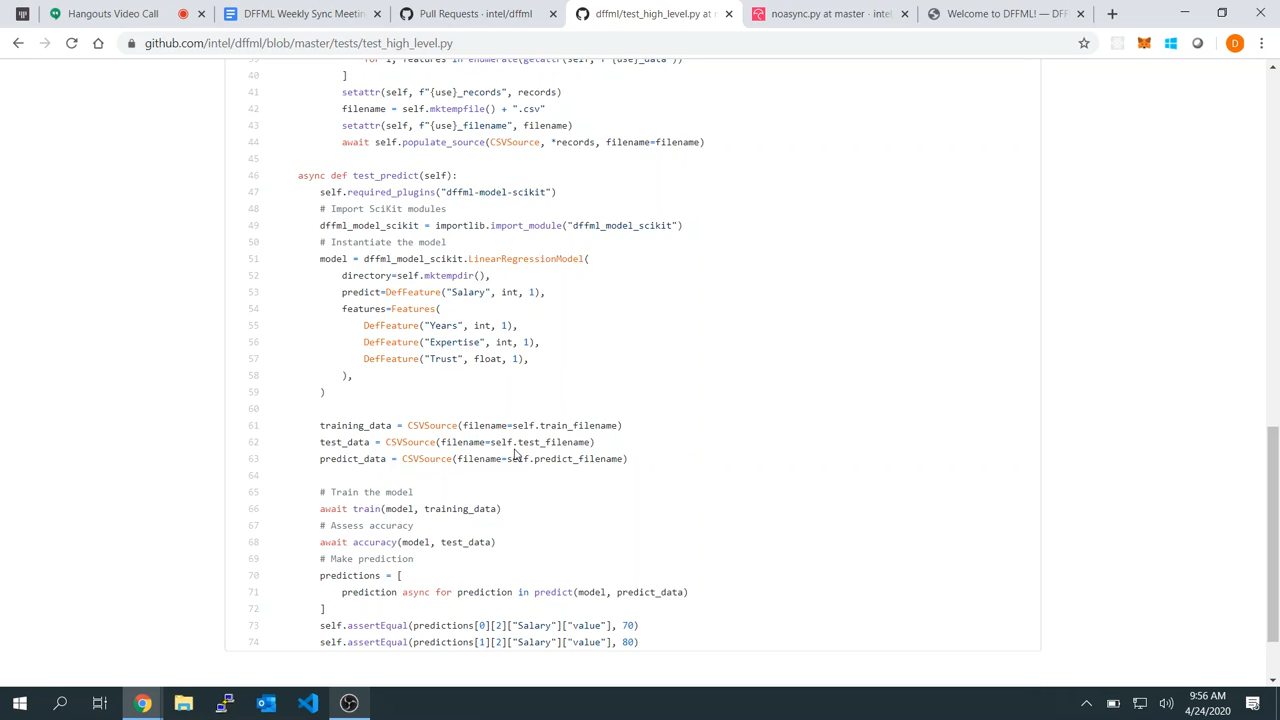 Hangouts Video Call
DFFML Weekly Sync Meetin
Pull Requests · intel/dffml
dffml/test_high_level.py at m
noasync.py at master · intel
Welcome to DFFML! — DFF
github.com/intel/dffml/blob/master/tests/test_high_level.py
D
40 ]
41 setattr(self, f"{use}_records", records)
42 filename = self.mktempfile() + ".csv"
43 setattr(self, f"{use}_filename", filename)
44 await self.populate_source(CSVSource, *records, filename=filename)
45
46 async def test_predict(self):
47 self.required_plugins("dffml-model-scikit")
48 # Import SciKit modules
49 dffml_model_scikit = importlib.import_module("dffml_model_scikit")
50 # Instantiate the model
51 model = dffml_model_scikit.LinearRegressionModel(
52 directory=self.mktempdir(),
53 predict=DefFeature("Salary", int, 1),
54 features=Features(
55 DefFeature("Years", int, 1),
56 DefFeature("Expertise", int, 1),
57 DefFeature("Trust", float, 1),
58 ),
59 )
60
61 training_data = CSVSource(filename=self.train_filename)
62 test_data = CSVSource(filename=self.test_filename)
63 predict_data = CSVSource(filename=self.predict_filename)
64
65 # Train the model
66 await train(model, training_data)
67 # Assess accuracy
68 await accuracy(model, test_data)
69 # Make prediction
70 predictions = [
71 prediction async for prediction in predict(model, predict_data)
72 ]
73 self.assertEqual(predictions[0][2]["Salary"]["value"], 70)
74 self.assertEqual(predictions[1][2]["Salary"]["value"], 80)
9:56 AM
4/24/2020